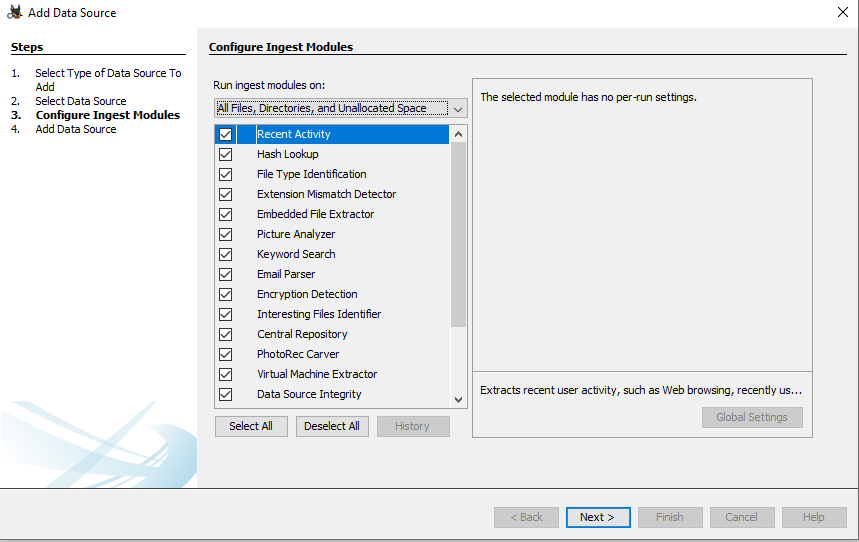 Add Data Source
Steps
1. Select Type of Data Source To
Add
2. Select Data Source
3. Configure Ingest Modules
4. Add Data Source
Configure Ingest Modules
Run ingest modules on:
All Files, Directories, and Unallocated Space
Recent Activity
Hash Lookup
File Type Identification
Extension Mismatch Detector
Embedded File Extractor
Picture Analyzer
Keyword Search
Email Parser
Encryption Detection
Interesting Files Identifier
Central Repository
PhotoRec Carver
Virtual Machine Extractor
Data Source Integrity
Select All
Deselect All
History
The selected module has no per-run settings.
Extracts recent user activity, such as Web browsing, recently us...
Global Settings
< Back
Next >
Finish
Cancel
Help